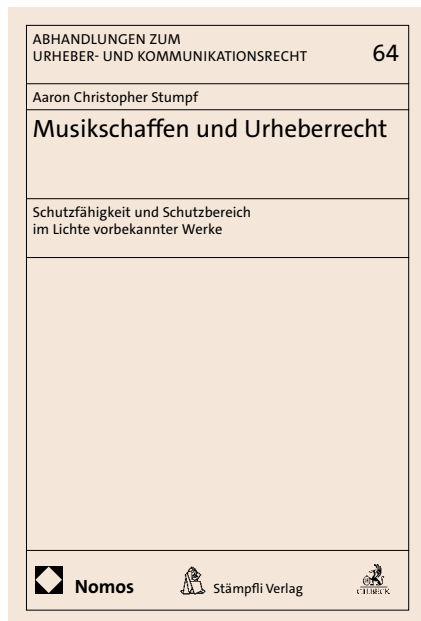 ABHANDLUNGEN ZUM
URHEBER- UND KOMMUNIKATIONSRECHT
64
Aaron Christopher Stumpf
Musikschaffen und Urheberrecht
Schutzfähigkeit und Schutzbereich
im Lichte vorbekannter Werke
Nomos
Stämpfli Verlag
C.H.BECK